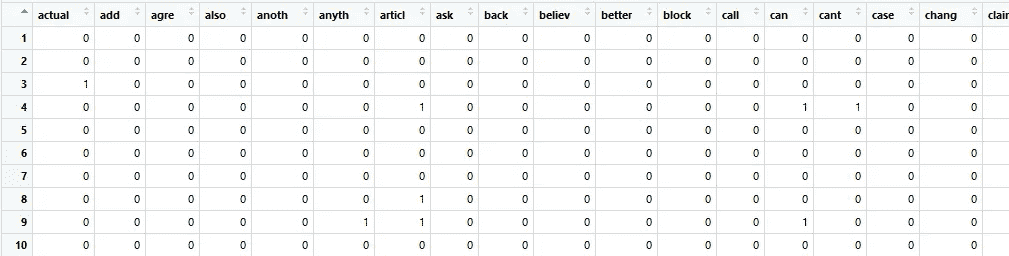 actual add agre also anoth anyth articl ask back believ better block call can cant case chang clair
1 0 0 0 0 0 0 0 0 0 0 0 0 0 0 0 0 0
2 0 0 0 0 0 0 0 0 0 0 0 0 0 0 0 0 0
3 1 0 0 0 0 0 0 0 0 0 0 0 0 0 0 0 0
4 0 0 0 0 0 0 1 0 0 0 0 0 0 1 1 0 0
5 0 0 0 0 0 0 0 0 0 0 0 0 0 0 0 0 0
6 0 0 0 0 0 0 0 0 0 0 0 0 0 0 0 0 0
7 0 0 0 0 0 0 0 0 0 0 0 0 0 0 0 0 0
8 0 0 0 0 0 0 1 0 0 0 0 0 0 0 0 0 0
9 0 0 0 0 0 1 1 0 0 0 0 0 0 1 0 0 0
10 0 0 0 0 0 0 0 0 0 0 0 0 0 0 0 0 0